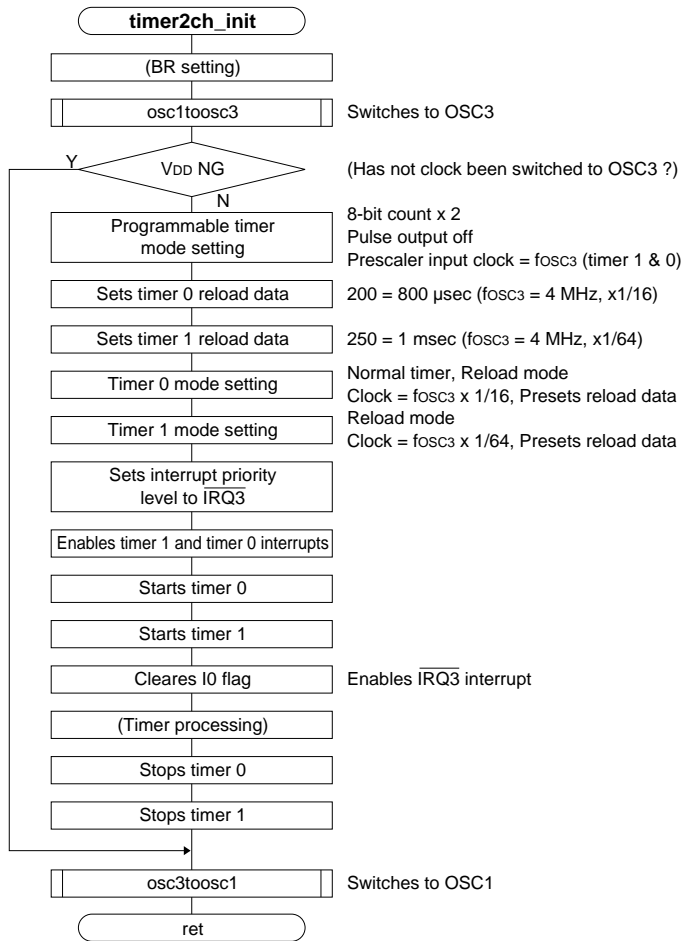 timer2ch_init
(BR setting)
osc1toosc3
Switches to OSC3
Y
VDD NG
(Has not clock been switched to OSC3 ?)
N
Programmable timer
mode setting
8-bit count x 2
Pulse output off
Prescaler input clock = fOSC3 (timer 1 & 0)
Sets timer 0 reload data
200 = 800 µsec (fOSC3 = 4 MHz, x1/16)
Sets timer 1 reload data
250 = 1 msec (fOSC3 = 4 MHz, x1/64)
Timer 0 mode setting
Normal timer, Reload mode
Clock = fOSC3 x 1/16, Presets reload data
Timer 1 mode setting
Reload mode
Clock = fOSC3 x 1/64, Presets reload data
Sets interrupt priority
level to IRQ3
Enables timer 1 and timer 0 interrupts
Starts timer 0
Starts timer 1
Cleares I0 flag
Enables IRQ3 interrupt
(Timer processing)
Stops timer 0
Stops timer 1
osc3toosc1
Switches to OSC1
ret